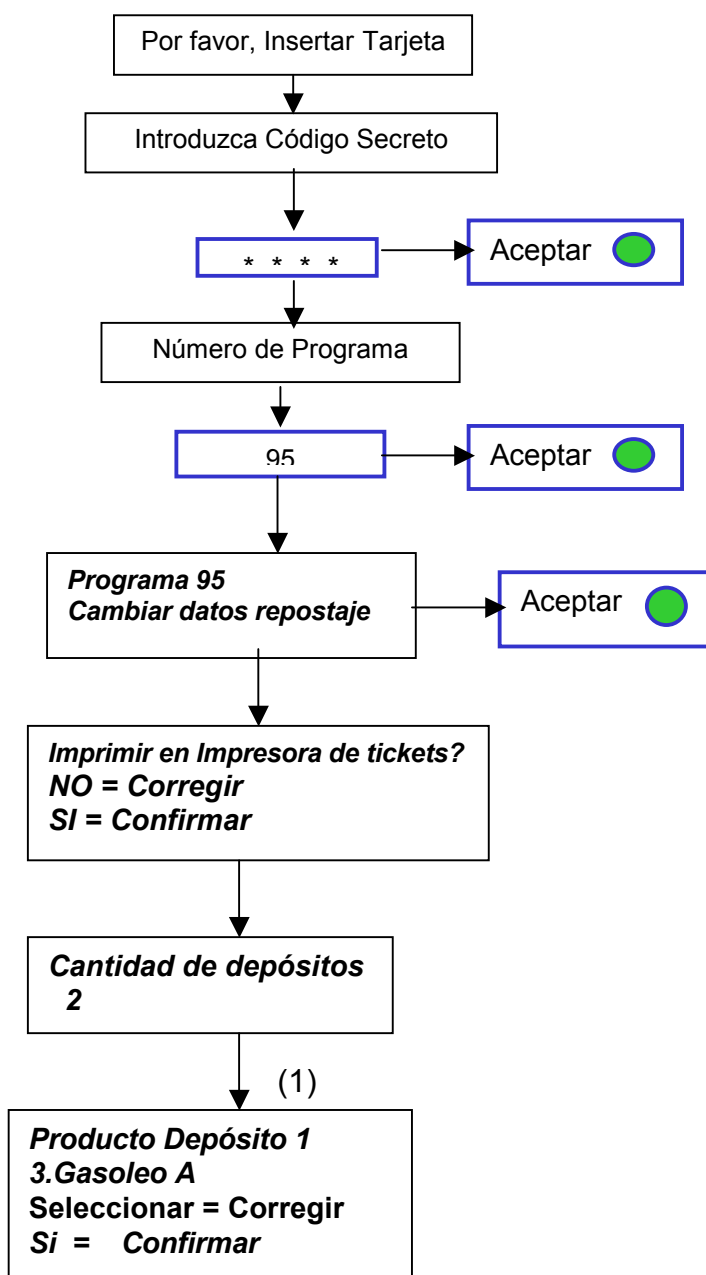 Por favor, Insertar Tarjeta
Introduzca Código Secreto
* * * *
Aceptar
Número de Programa
95
Aceptar
Programa 95
Cambiar datos repostaje
Aceptar
Imprimir en Impresora de tickets?
NO = Corregir
SI = Confirmar
Cantidad de depósitos
2
(1)
Producto Depósito 1
3.Gasoleo A
Seleccionar = Corregir
Si = Confirmar